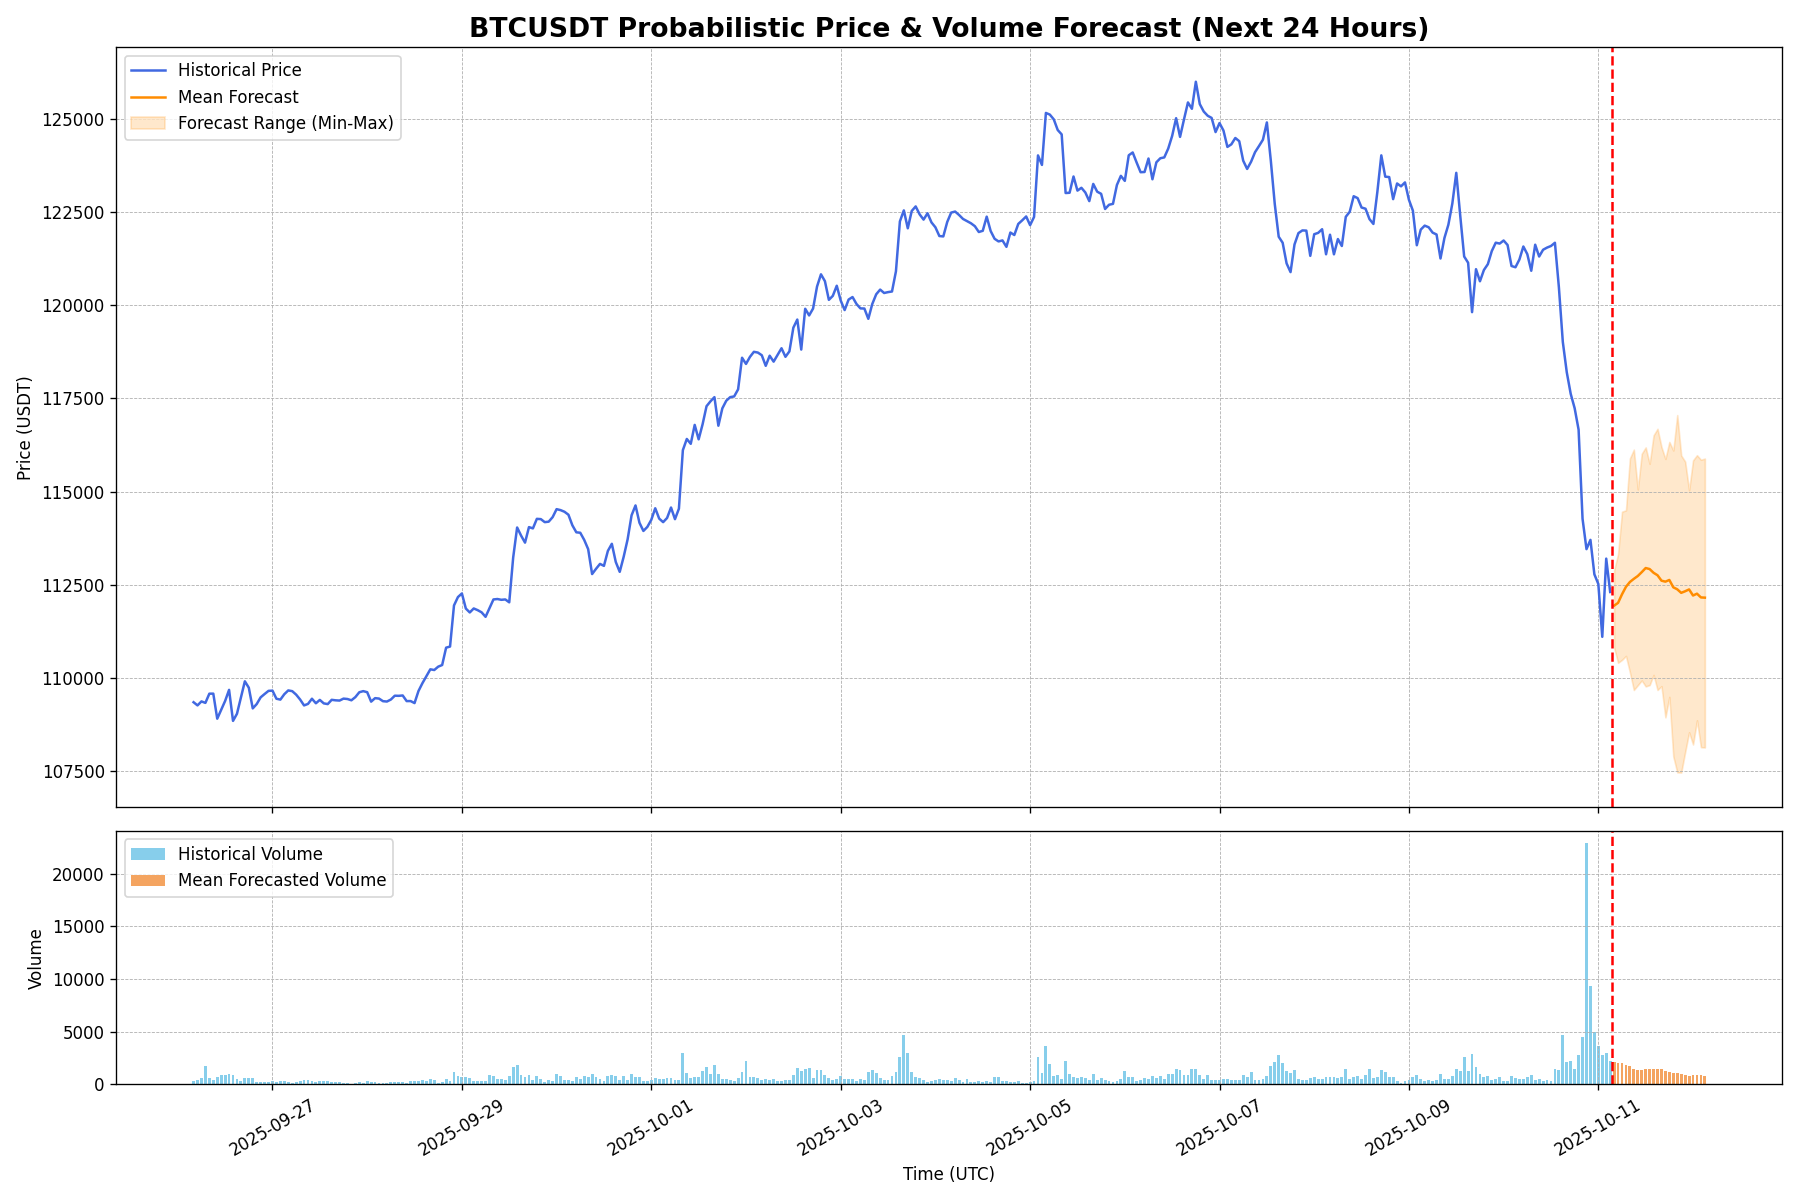 BTCUSDT Probabilistic Price & Volume Forecast (Next 24 Hours)
Historical Price
Mean Forecast
Forecast Range (Min-Max)
125000
122500
120000
117500
115000
112500
110000
107500
Price (USDT)
Historical Volume
Mean Forecasted Volume
20000
15000
10000
5000
0
Volume
2025-09-27
2025-09-29
2025-10-01
2025-10-03
2025-10-05
2025-10-07
2025-10-09
2025-10-11
Time (UTC)